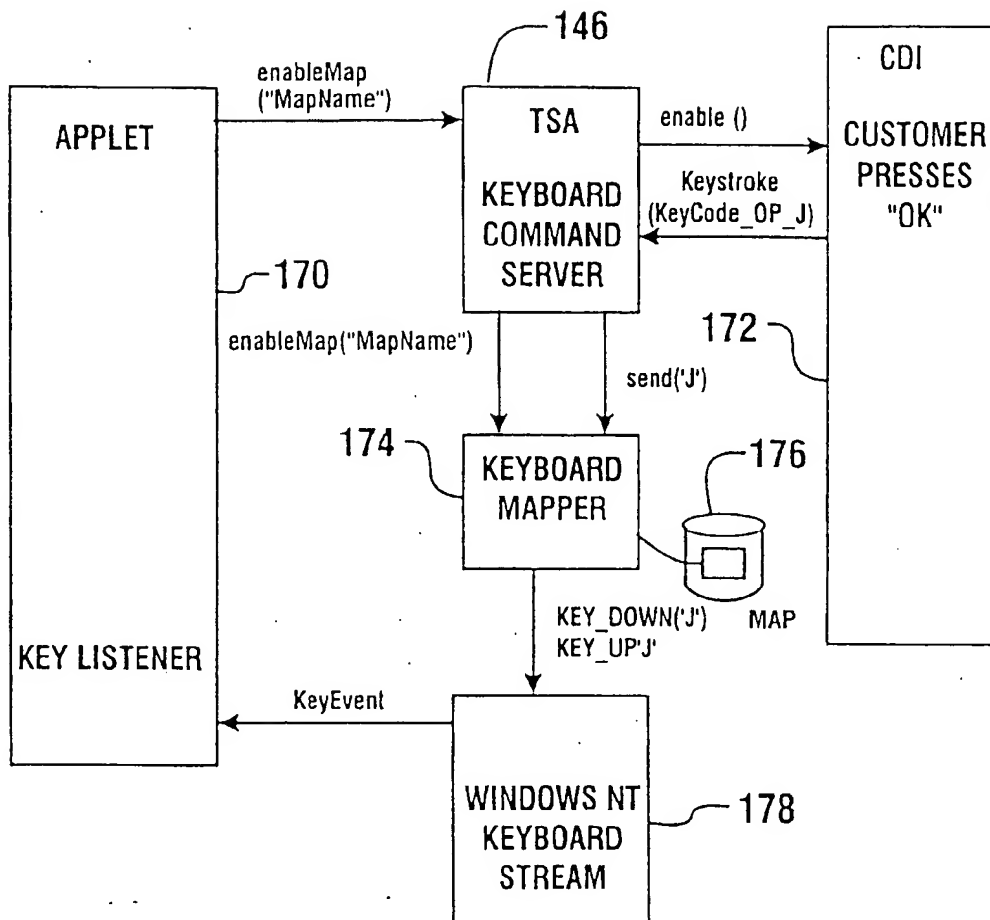 146
enableMap
("MapName")
APPLET
TSA
KEYBOARD
COMMAND
SERVER
enable ()
Keystroke
(KeyCode_OP_J)
CDI
CUSTOMER
PRESSES
"OK"
170
172
enableMap("MapName")
send('J')
174
KEYBOARD
MAPPER
176
MAP
KEY_DOWN('J')
KEY_UP'J'
KEY LISTENER
KeyEvent
WINDOWS NT
KEYBOARD
STREAM
178